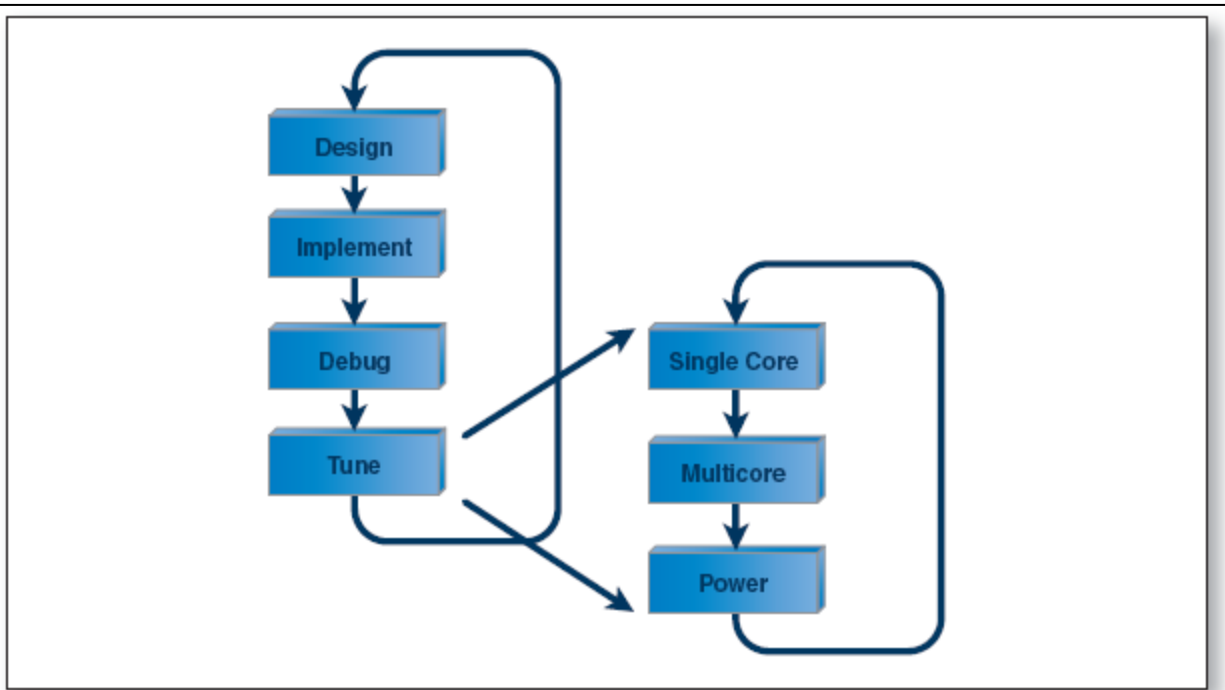 Design
Implement
Debug
Tune
Single Core
Multicore
Power